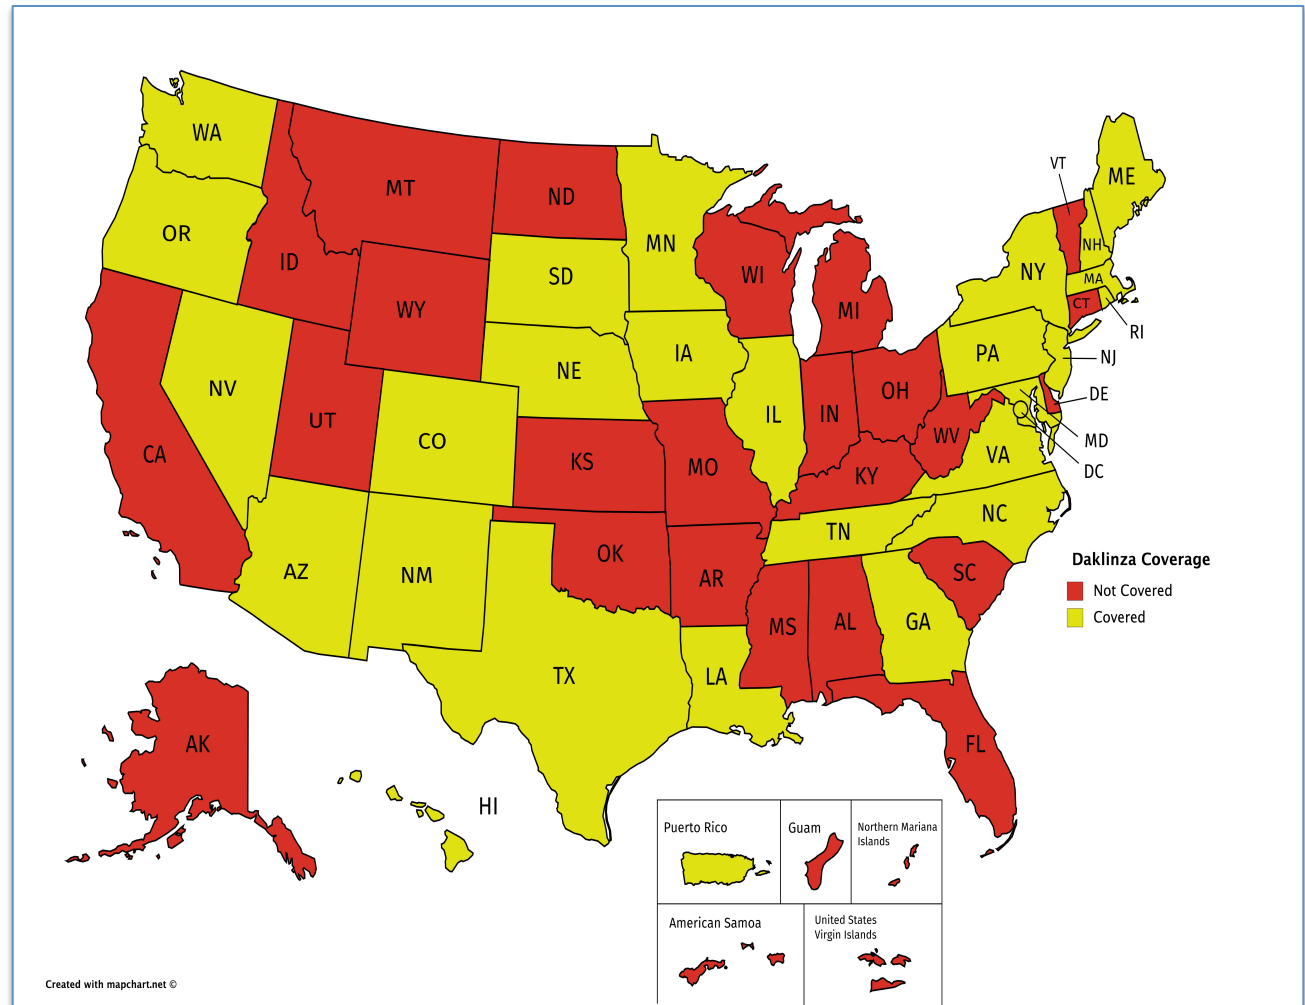 WA
MT
ND
MN
VT
ME
OR
ID
SD
WI
NH
NY
MA
WY
MI
CT
RI
NV
NE
IA
PA
NJ
UT
CO
IL
IN
OH
DE
CA
KS
MO
KY
WV
VA
MD
DC
AZ
NM
OK
AR
TN
NC
SC
Daklinza Coverage
Not Covered
Covered
TX
LA
MS
AL
GA
AK
FL
HI
Puerto Rico
Guam
Northern Mariana
Islands
American Samoa
United States
Virgin Islands
Created with mapchart.net ©